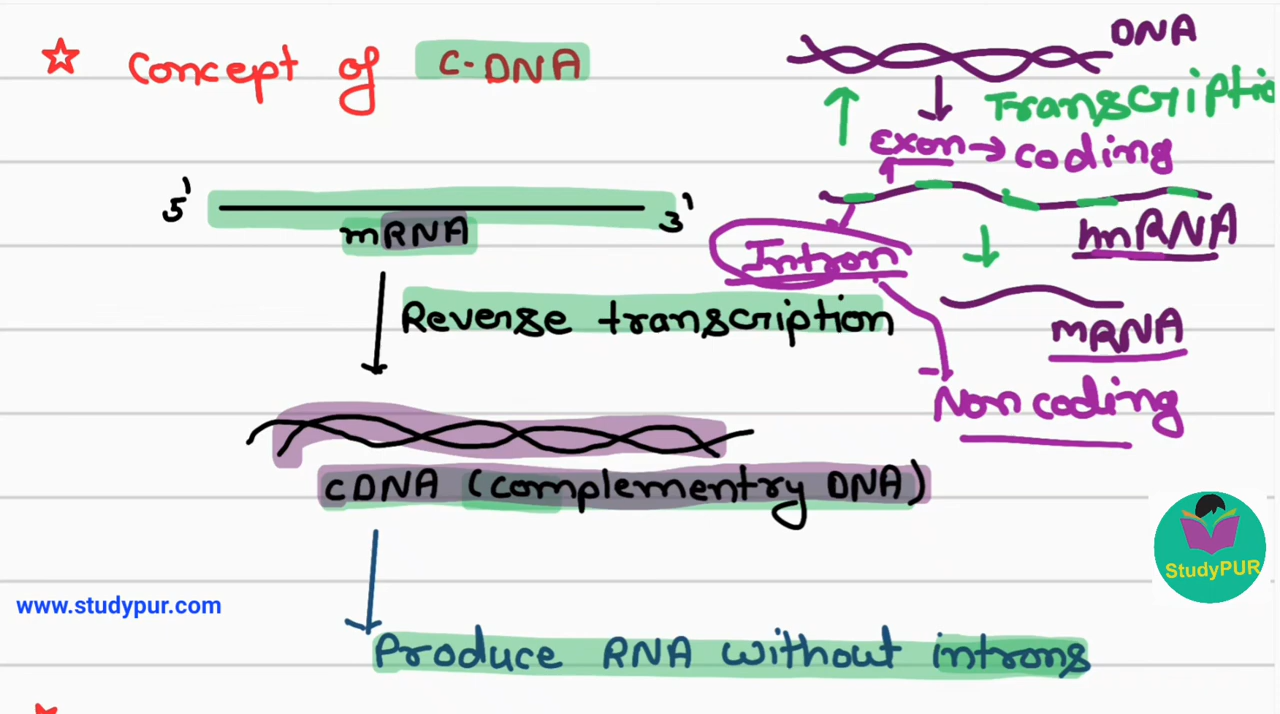 ☆ Concept of C-DNA
5' 3'
mRNA
Reverse transcription
cDNA (complementry DNA)
Produce RNA without introns
DNA
Transcriptio
Exon → coding
hnRNA
Intron
mRNA
Non coding
StudyPUR
www.studypur.com